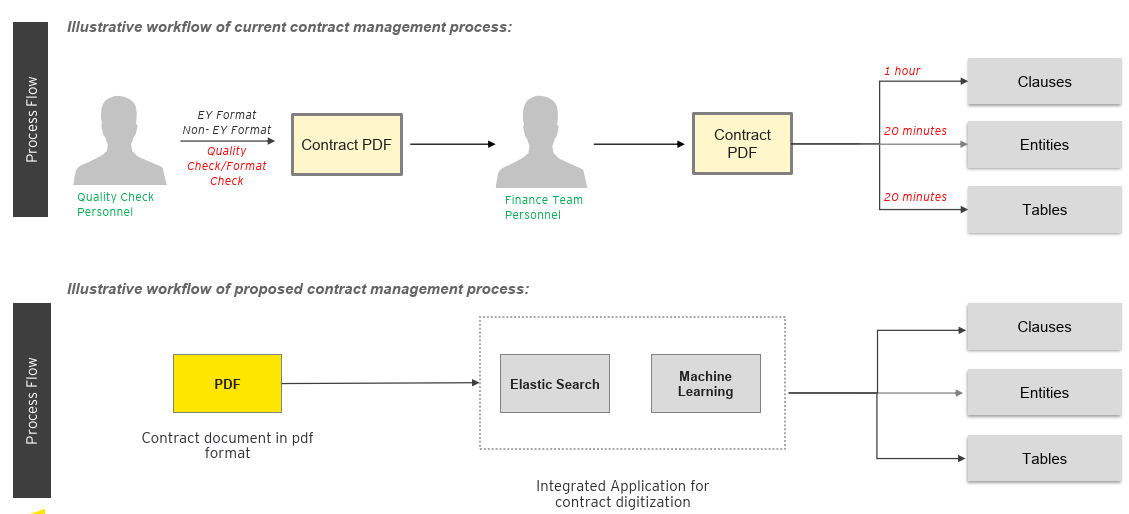 Illustrative workflow of current contract management process:
Process Flow
EY Format
Non- EY Format
Quality
Check/Format
Check
Quality Check
Personnel
Contract PDF
Finance Team
Personnel
Contract
PDF
1 hour
Clauses
20 minutes
Entities
20 minutes
Tables
Illustrative workflow of proposed contract management process:
Process Flow
PDF
Contract document in pdf
format
Elastic Search
Machine
Learning
Integrated Application for
contract digitization
Clauses
Entities
Tables